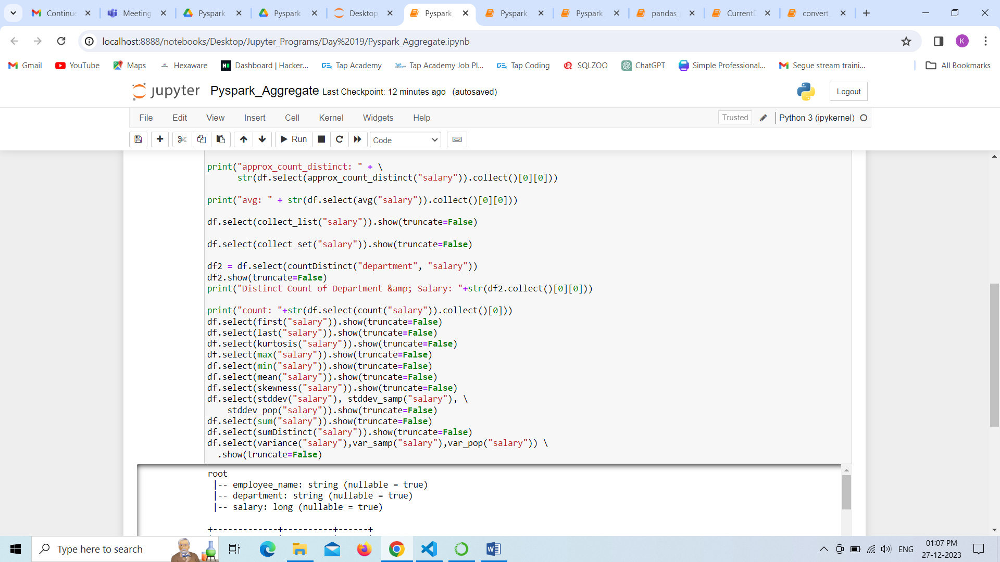 Continue
Meeting
Pyspark
Pyspark
Desktop
Pyspark_
Pyspark_
Pyspark_
pandas_
CurrentD
convert_
localhost:8888/notebooks/Desktop/Jupyter_Programs/Day%2019/Pyspark_Aggregate.ipynb
K
Gmail
YouTube
Maps
Hexaware
Dashboard | Hacker...
Tap Academy
Tap Academy Job Pl...
Tap Coding
SQLZOO
ChatGPT
Simple Professional...
Segue stream traini...
All Bookmarks
jupyter Pyspark_Aggregate Last Checkpoint: 12 minutes ago (autosaved)
Logout
File Edit View Insert Cell Kernel Widgets Help
Trusted
Python 3 (ipykernel)
Run
Code
print("approx_count_distinct: " + \
      str(df.select(approx_count_distinct("salary")).collect()[0][0]))
print("avg: " + str(df.select(avg("salary")).collect()[0][0]))
df.select(collect_list("salary")).show(truncate=False)
df.select(collect_set("salary")).show(truncate=False)
df2 = df.select(countDistinct("department", "salary"))
df2.show(truncate=False)
print("Distinct Count of Department &amp; Salary: "+str(df2.collect()[0][0]))
print("count: "+str(df.select(count("salary")).collect()[0]))
df.select(first("salary")).show(truncate=False)
df.select(last("salary")).show(truncate=False)
df.select(kurtosis("salary")).show(truncate=False)
df.select(max("salary")).show(truncate=False)
df.select(min("salary")).show(truncate=False)
df.select(mean("salary")).show(truncate=False)
df.select(skewness("salary")).show(truncate=False)
df.select(stddev("salary"), stddev_samp("salary"), \
    stddev_pop("salary")).show(truncate=False)
df.select(sum("salary")).show(truncate=False)
df.select(sumDistinct("salary")).show(truncate=False)
df.select(variance("salary"),var_samp("salary"),var_pop("salary")) \
  .show(truncate=False)
root
 |-- employee_name: string (nullable = true)
 |-- department: string (nullable = true)
 |-- salary: long (nullable = true)
+-------------+----------+------+
Type here to search
ENG
01:07 PM
27-12-2023